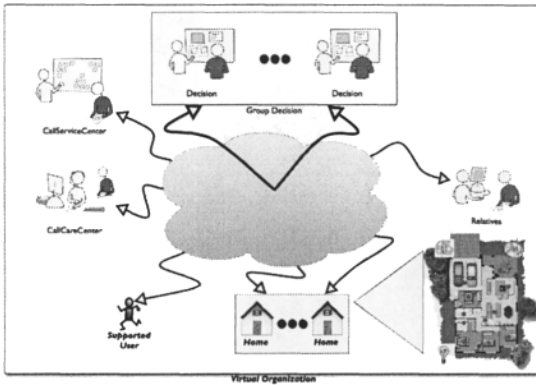 Decision
Decision
Group Decision
CallServiceCenter
CallCareCenter
Relatives
Supported
User
Home
Home
Virtual Organization